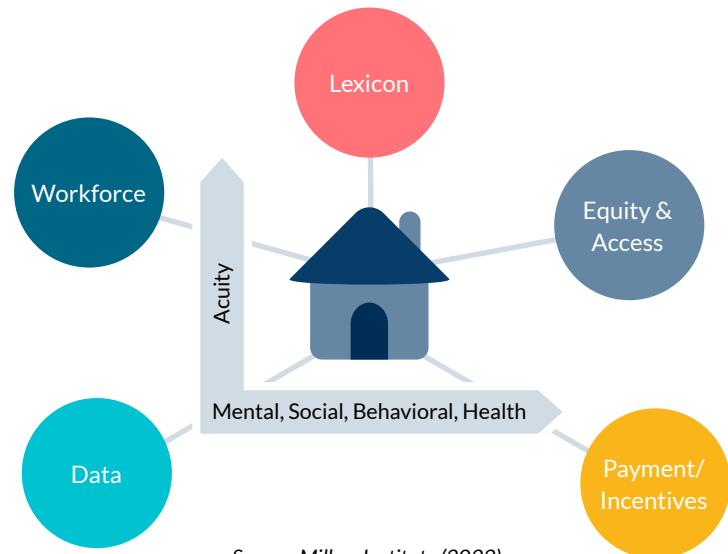 Lexicon
Workforce
Equity &
Access
Acuity
Mental, Social, Behavioral, Health
Data
Payment/
Incentives